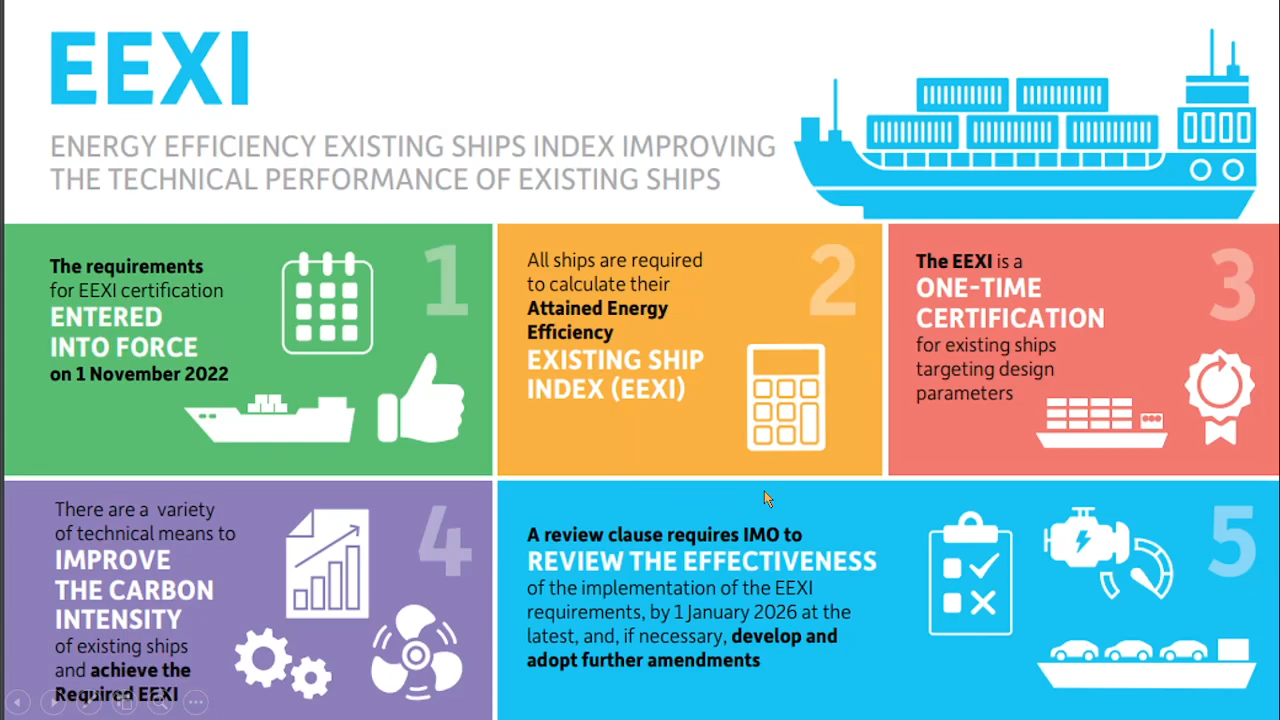 EEXI
ENERGY EFFICIENCY EXISTING SHIPS INDEX IMPROVING
THE TECHNICAL PERFORMANCE OF EXISTING SHIPS
1
The requirements
for EEXI certification
ENTERED
INTO FORCE
on 1 November 2022
2
All ships are required
to calculate their
Attained Energy
Efficiency
EXISTING SHIP
INDEX (EEXI)
3
The EEXI is a
ONE-TIME
CERTIFICATION
for existing ships
targeting design
parameters
4
There are a variety
of technical means to
IMPROVE
THE CARBON
INTENSITY
of existing ships
and achieve the
Required EEXI
5
A review clause requires IMO to
REVIEW THE EFFECTIVENESS
of the implementation of the EEXI
requirements, by 1 January 2026 at the
latest, and, if necessary, develop and
adopt further amendments